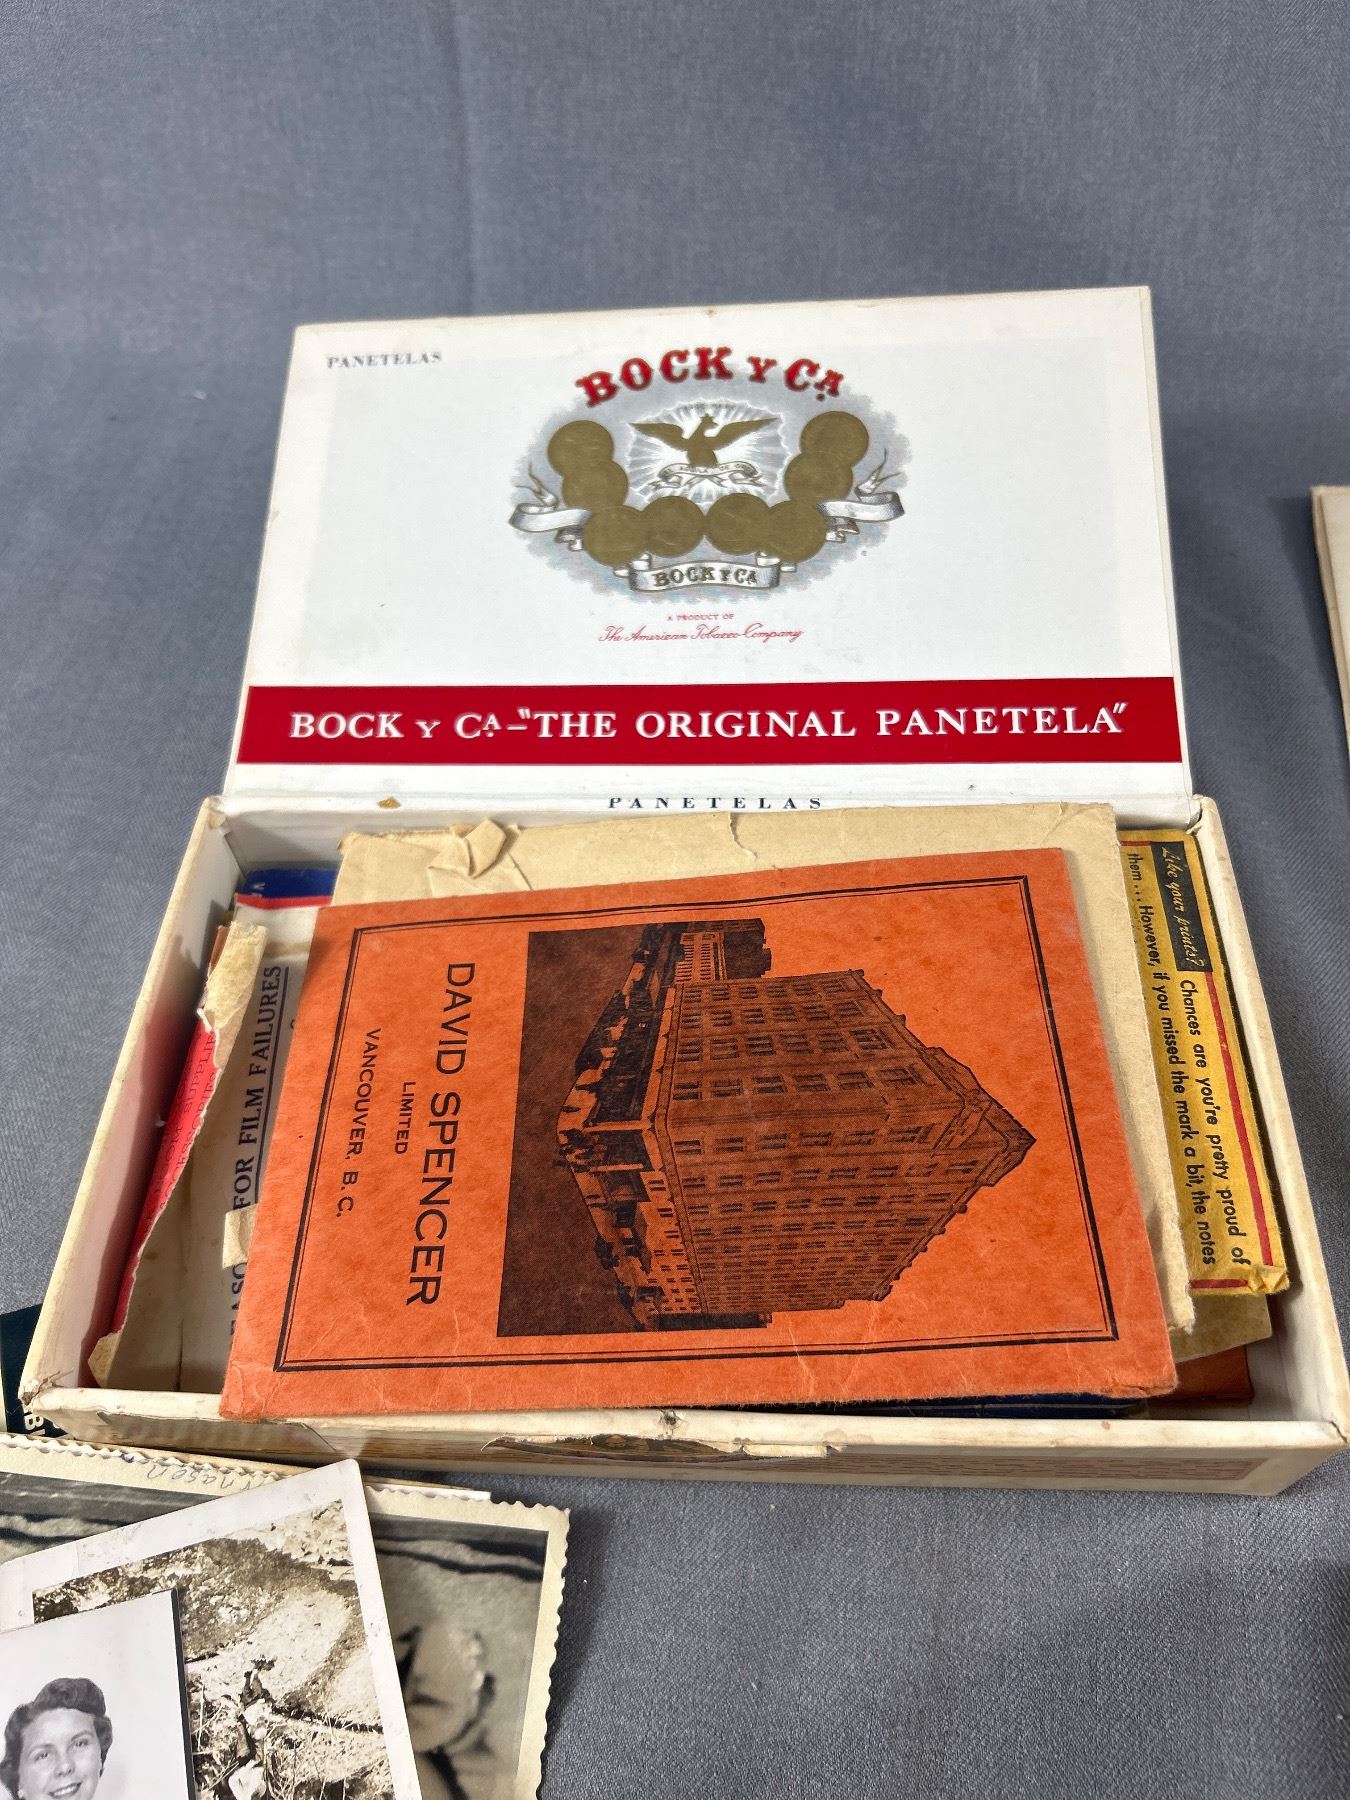 PANETELAS
BOCK Y CA.
BOCK Y CA
A PRODUCT OF
The American Tobacco Company
BOCK Y CA.–"THE ORIGINAL PANETELA"
PANETELAS
DAVID SPENCER
LIMITED
VANCOUVER, B. C.
Like your prints? Chances are you're pretty proud of
them... However, if you missed the mark a bit, the notes
FOR FILM FAILURES